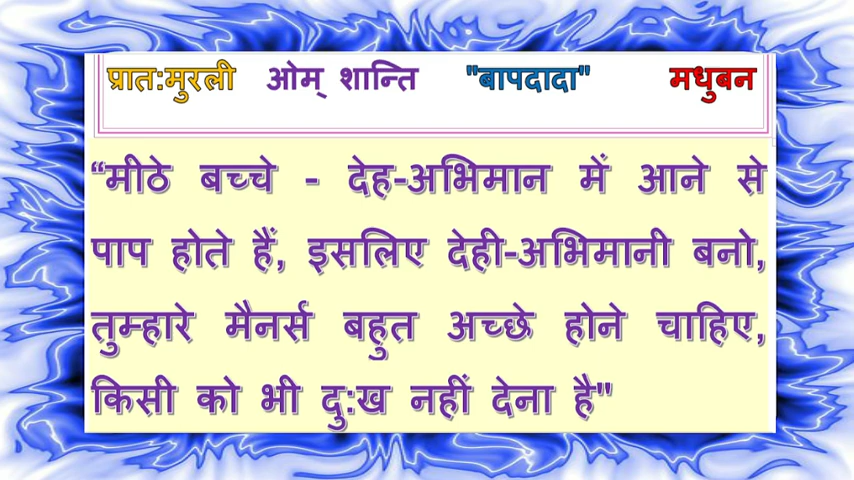 प्रात:मुरली ओम् शान्ति "बापदादा" मधुबन
“मीठे बच्चे - देह-अभिमान में आने से
पाप होते हैं, इसलिए देही-अभिमानी बनो,
तुम्हारे मैनर्स बहुत अच्छे होने चाहिए,
किसी को भी दु:ख नहीं देना है"